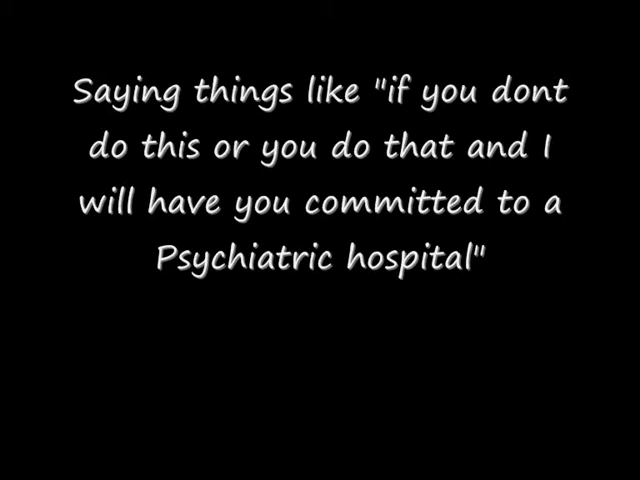 Saying things like "if you dont
do this or you do that and I
will have you committed to a
Psychiatric hospital"